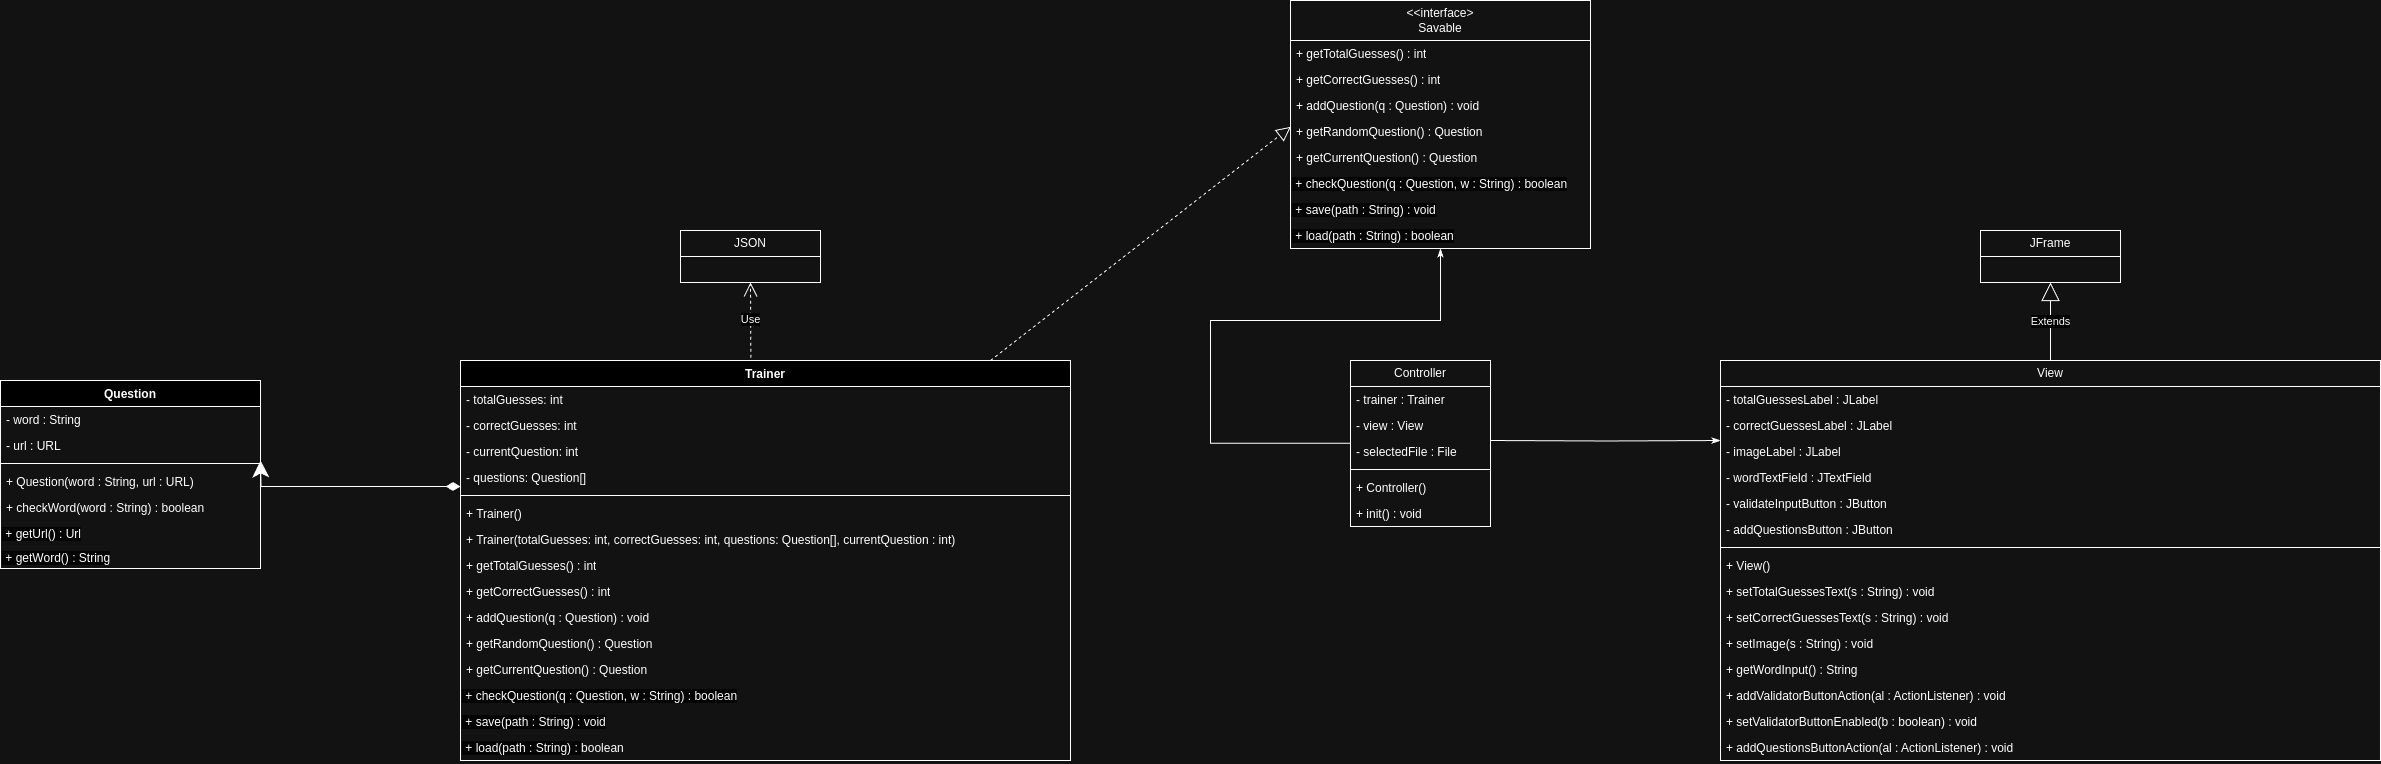 <<interface>
Savable
+ getTotalGuesses() : int
+ getCorrectGuesses() : int
+ addQuestion(q : Question) : void
+ getRandomQuestion() : Question
+ getCurrentQuestion() : Question
+ checkQuestion(q : Question, w : String) : boolean
+ save(path : String) : void
+ load(path : String) : boolean
JSON
Use
JFrame
Extends
Question
- word : String
- url : URL
+ Question(word : String, url : URL)
+ checkWord(word : String) : boolean
+ getUrl() : Url
+ getWord() : String
Trainer
- totalGuesses: int
- correctGuesses: int
- currentQuestion: int
- questions: Question[]
+ Trainer()
+ Trainer(totalGuesses: int, correctGuesses: int, questions: Question[], currentQuestion : int)
+ getTotalGuesses() : int
+ getCorrectGuesses() : int
+ addQuestion(q : Question) : void
+ getRandomQuestion() : Question
+ getCurrentQuestion() : Question
+ checkQuestion(q : Question, w : String) : boolean
+ save(path : String) : void
+ load(path : String) : boolean
Controller
- trainer : Trainer
- view : View
- selectedFile : File
+ Controller()
+ init() : void
View
- totalGuessesLabel : JLabel
- correctGuessesLabel : JLabel
- imageLabel : JLabel
- wordTextField : JTextField
- validateInputButton : JButton
- addQuestionsButton : JButton
+ View()
+ setTotalGuessesText(s : String) : void
+ setCorrectGuessesText(s : String) : void
+ setImage(s : String) : void
+ getWordInput() : String
+ addValidatorButtonAction(al : ActionListener) : void
+ setValidatorButtonEnabled(b : boolean) : void
+ addQuestionsButtonAction(al : ActionListener) : void